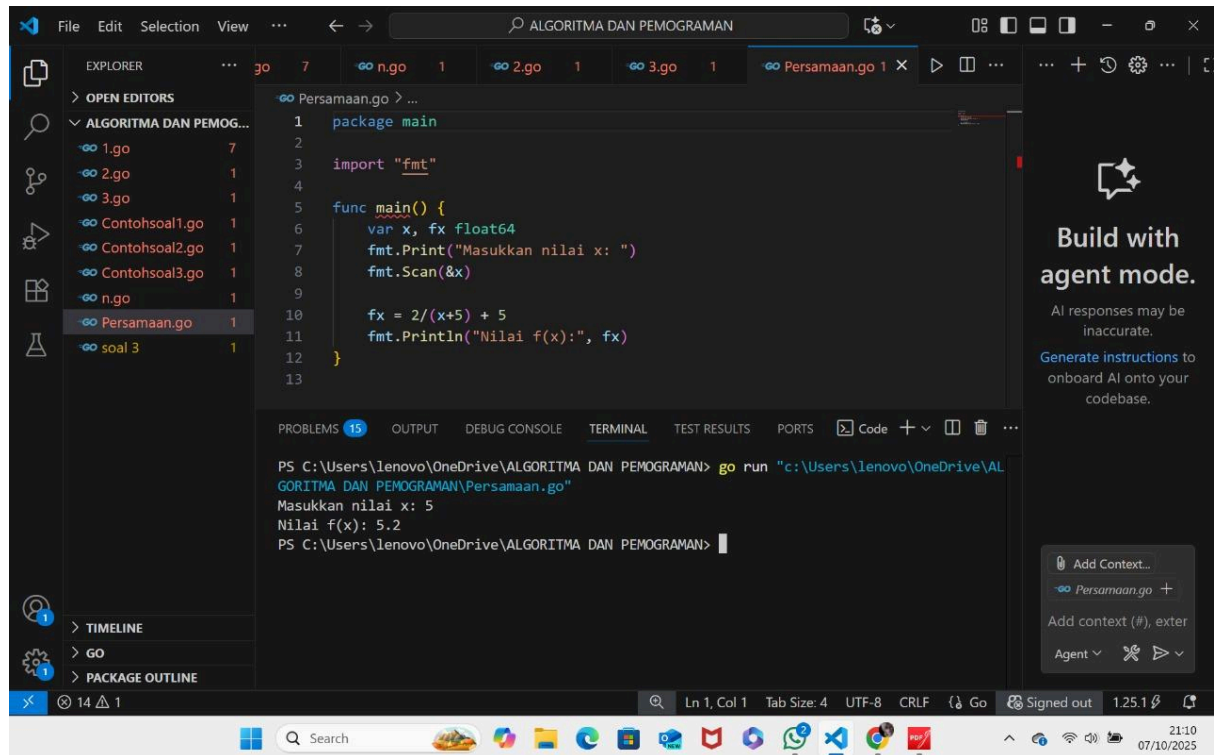 File Edit Selection View ... ALGORITMA DAN PEMOGRAMAN
EXPLORER ...
go 7 n.go 1 2.go 1 3.go 1 Persamaan.go 1
> OPEN EDITORS
ALGORITMA DAN PEMOG...
1.go 7
2.go 1
3.go 1
Contohsoal1.go 1
Contohsoal2.go 1
Contohsoal3.go 1
n.go 1
Persamaan.go 1
soal 3 1
> TIMELINE
> GO
> PACKAGE OUTLINE
Persamaan.go > ...
1 package main
2
3 import "fmt"
4
5 func main() {
6 var x, fx float64
7 fmt.Print("Masukkan nilai x: ")
8 fmt.Scan(&x)
9
10 fx = 2/(x+5) + 5
11 fmt.Println("Nilai f(x):", fx)
12 }
13
PROBLEMS 15 OUTPUT DEBUG CONSOLE TERMINAL TEST RESULTS PORTS Code
PS C:\Users\lenovo\OneDrive\ALGORITMA DAN PEMOGRAMAN> go run "c:\Users\lenovo\OneDrive\AL
GORITMA DAN PEMOGRAMAN\Persamaan.go"
Masukkan nilai x: 5
Nilai f(x): 5.2
PS C:\Users\lenovo\OneDrive\ALGORITMA DAN PEMOGRAMAN>
Build with
agent mode.
AI responses may be
inaccurate.
Generate instructions to
onboard AI onto your
codebase.
Add Context...
Persamaan.go +
Add context (#), exter
Agent
1
1
14 1 Ln 1, Col 1 Tab Size: 4 UTF-8 CRLF Go Signed out 1.25.1
Search
2
NEW
PDF
21:10
07/10/2025